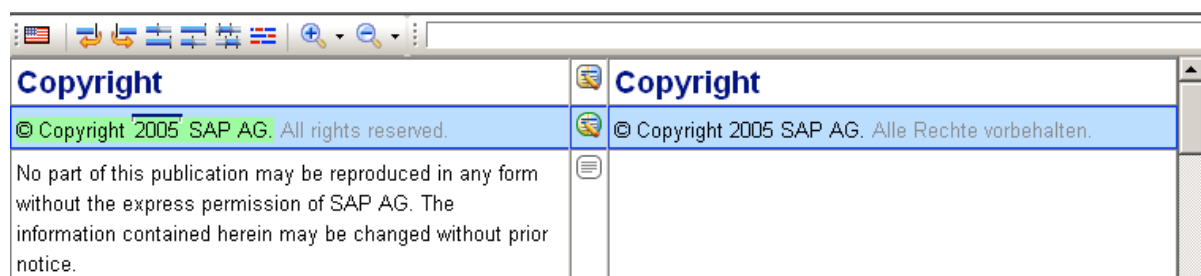 Copyright
Copyright
© Copyright 2005 SAP AG. All rights reserved.
© Copyright 2005 SAP AG. Alle Rechte vorbehalten.
No part of this publication may be reproduced in any form
without the express permission of SAP AG. The
information contained herein may be changed without prior
notice.